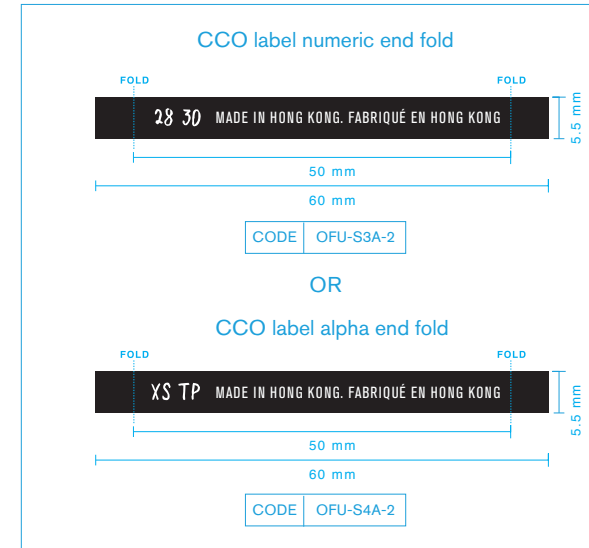 CCO label numeric end fold
FOLD FOLD
28 30 MADE IN HONG KONG. FABRIQUÉ EN HONG KONG
5.5 mm
50 mm
60 mm
CODE OFU-S3A-2
OR
CCO label alpha end fold
FOLD FOLD
XS TP MADE IN HONG KONG. FABRIQUÉ EN HONG KONG
5.5 mm
50 mm
60 mm
CODE OFU-S4A-2